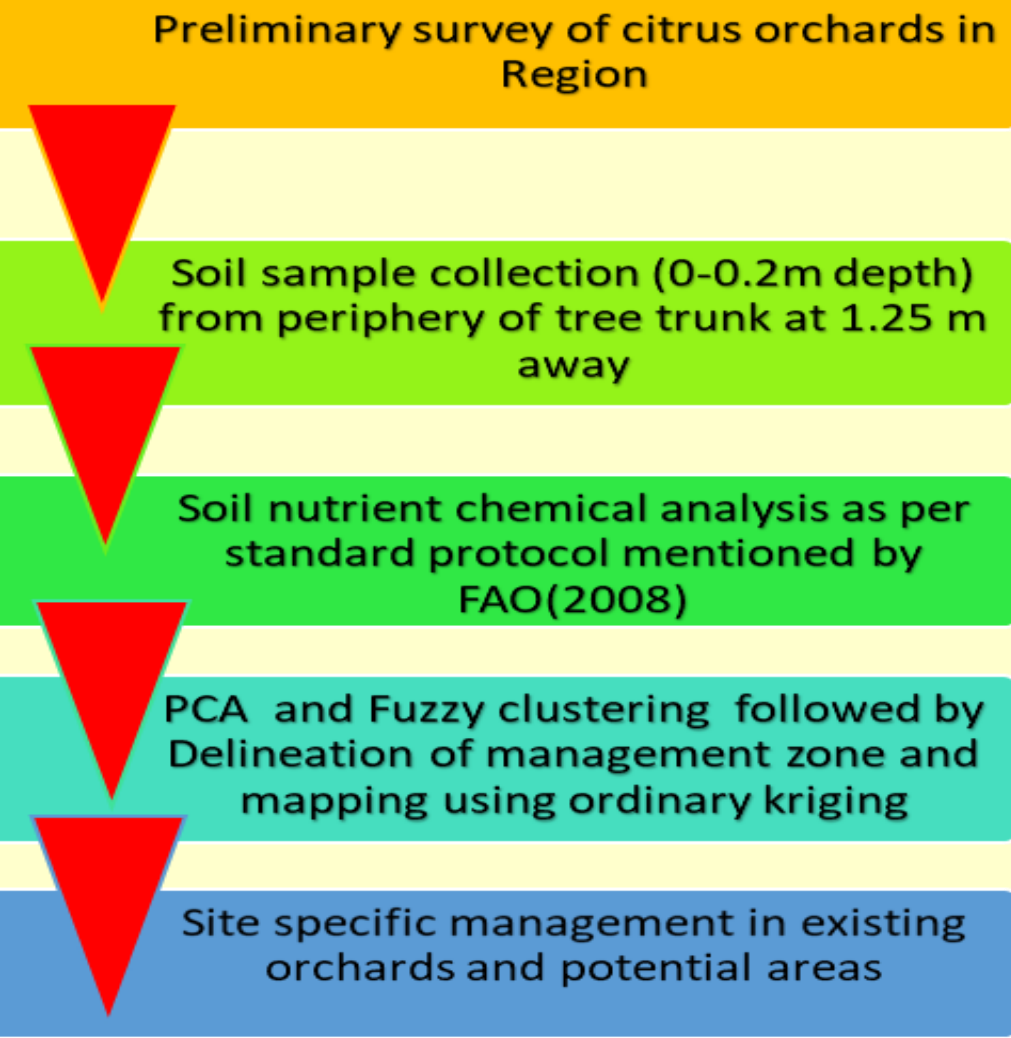 Preliminary survey of citrus orchards in
Region
Soil sample collection (0-0.2m depth)
from periphery of tree trunk at 1.25 m
away
Soil nutrient chemical analysis as per
standard protocol mentioned by
FAO(2008)
PCA and Fuzzy clustering followed by
Delineation of management zone and
mapping using ordinary kriging
Site specific management in existing
orchards and potential areas